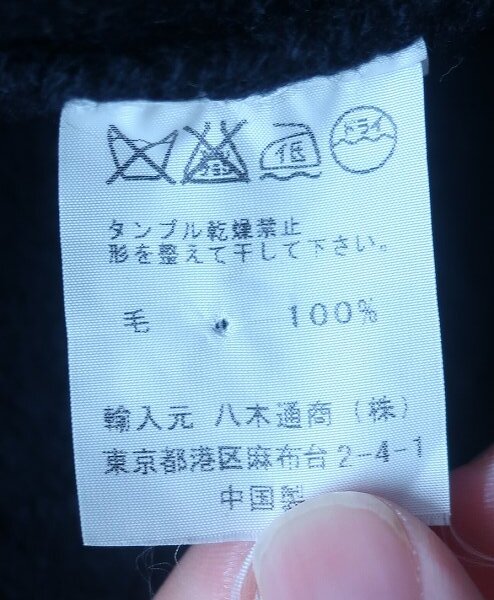 低 ドライ
タンブル乾燥禁止
形を整えて干して下さい。
毛 100%
輸入元 八木通商(株)
東京都港区麻布台2-4-1
中国製